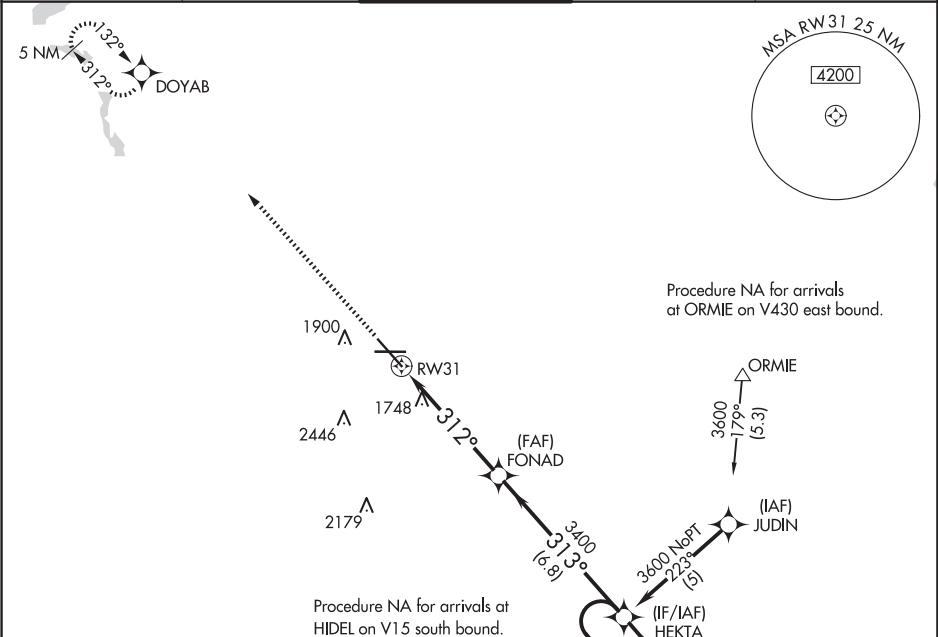 132°
5 NM
312°
DOYAB
MSA RW31 25 NM
4200
Procedure NA for arrivals
at ORMIE on V430 east bound.
1900
RW31
ORMIE
1748
312°
3600
179°
(5.3)
2446
(FAF)
FONAD
2179
(IAF)
JUDIN
3400
313°
(6.8)
3600 NoPT
223°
(5)
Procedure NA for arrivals at
HIDEL on V15 south bound.
(IF/IAF)
HEKTA